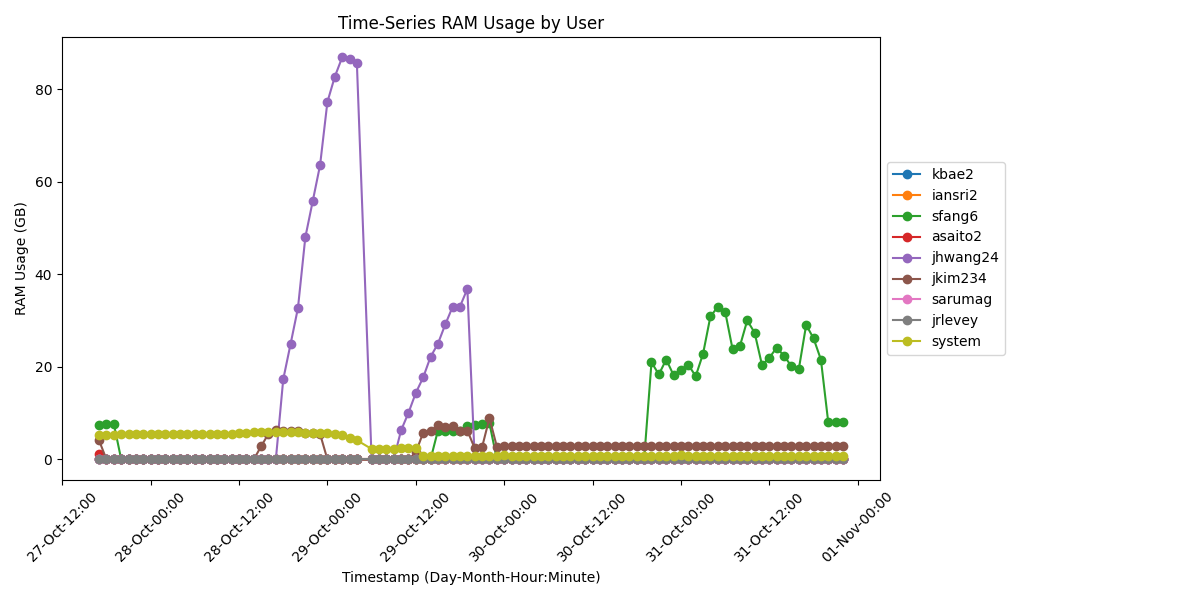 Time-Series RAM Usage by User
RAM Usage (GB)
80
60
40
20
0
27-Oct-12:00
28-Oct-00:00
28-Oct-12:00
29-Oct-00:00
29-Oct-12:00
30-Oct-00:00
30-Oct-12:00
31-Oct-00:00
31-Oct-12:00
01-Nov-00:00
Timestamp (Day-Month-Hour:Minute)
kbae2
iansri2
sfang6
asaito2
jhwang24
jkim234
sarumag
jrlevey
system